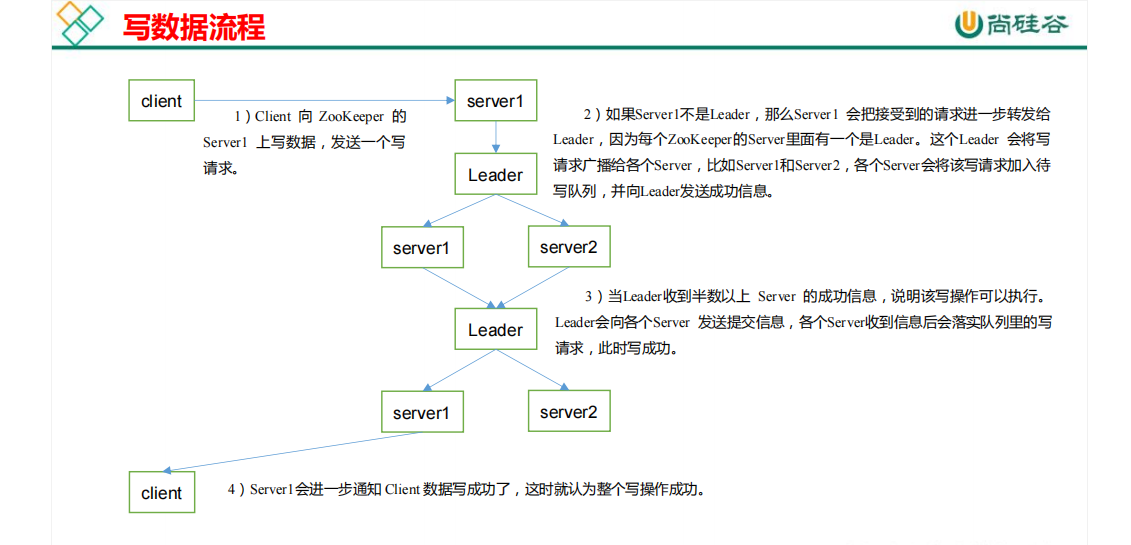 写数据流程
尚硅谷
client
server1
1）Client 向 ZooKeeper 的
Server1 上写数据，发送一个写
请求。
2）如果Server1不是Leader，那么Server1 会把接受到的请求进一步转发给
Leader，因为每个ZooKeeper的Server里面有一个是Leader。这个Leader 会将写
请求广播给各个Server，比如Server1和Server2，各个Server会将该写请求加入待
写队列，并向Leader发送成功信息。
Leader
server1
server2
3）当Leader收到半数以上 Server 的成功信息，说明该写操作可以执行。
Leader会向各个Server 发送提交信息，各个Server收到信息后会落实队列里的写
请求，此时写成功。
Leader
server1
server2
client
4）Server1会进一步通知 Client 数据写成功了，这时就认为整个写操作成功。